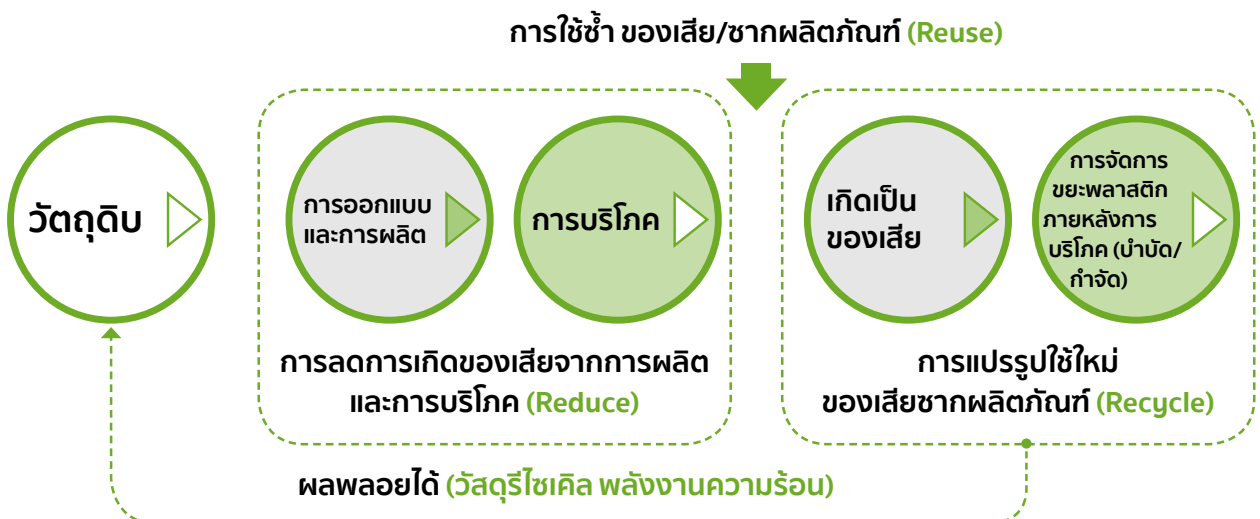 การใช้ซ้ำ ของเสีย/ซากผลิตภัณฑ์ (Reuse)
วัตถุดิบ
การออกแบบ
และการผลิต
การบริโภค
เกิดเป็น
ของเสีย
การจัดการ
ขยะพลาสติก
ภายหลังการ
บริโภค (บำบัด/
กำจัด)
การลดการเกิดของเสียจากการผลิต
และการบริโภค (Reduce)
การแปรรูปใช้ใหม่
ของเสียซากผลิตภัณฑ์ (Recycle)
ผลพลอยได้ (วัสดุรีไซเคิล พลังงานความร้อน)